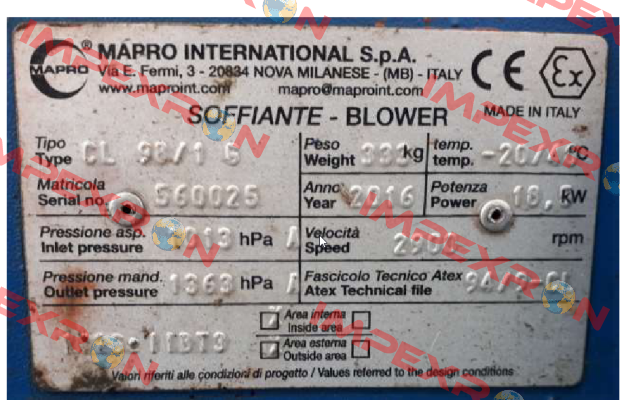 MAPRO
®
MAPRO INTERNATIONAL S.p.A.
Via E. Fermi, 3 - 20834 NOVA MILANESE - (MB) - ITALY
www.maproint.com mapro@maproint.com
CE Ex
SOFFIANTE - BLOWER
MADE IN ITALY
Tipo
Type CL 98/1 G
Peso
Weight kg
temp.
temp. °C
Matricola
Serial no. 560025
Anno
Year 2016
Potenza
Power kW
Pressione asp.
Inlet pressure hPa A
Velocità
Speed rpm
Pressione mand.
Outlet pressure 1363 hPa A
Fascicolo Tecnico Atex
Atex Technical file
Area interna
Inside area
Area esterna
Outside area
Valori riferiti alle condizioni di progetto / Values referred to the design conditions
IMPEXRON